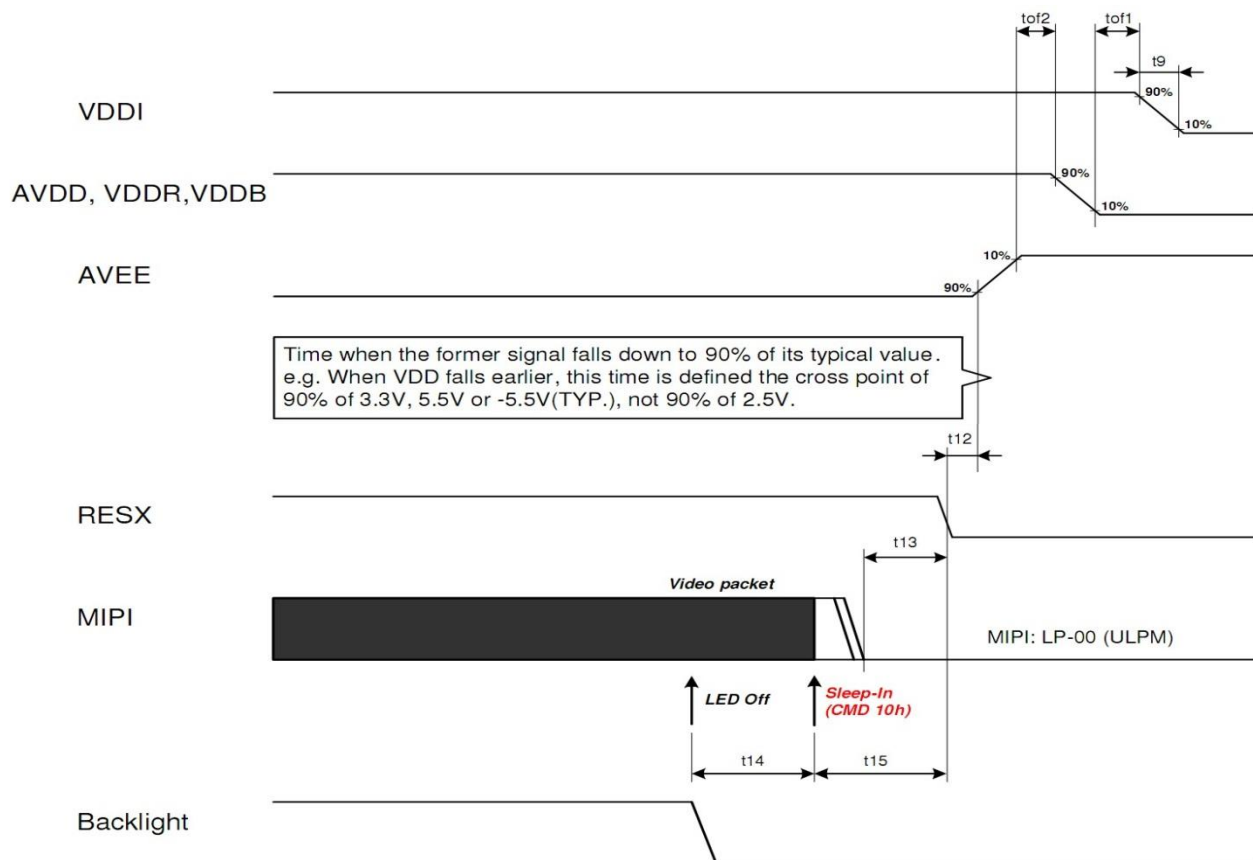 tof2
tof1
t9
VDDI
90%
10%
AVDD, VDDR,VDDB
90%
10%
AVEE
10%
90%
Time when the former signal falls down to 90% of its typical value.
e.g. When VDD falls earlier, this time is defined the cross point of
90% of 3.3V, 5.5V or -5.5V(TYP.), not 90% of 2.5V.
t12
RESX
t13
Video packet
MIPI
MIPI: LP-00 (ULPM)
LED Off
Sleep-In
(CMD 10h)
t14
t15
Backlight